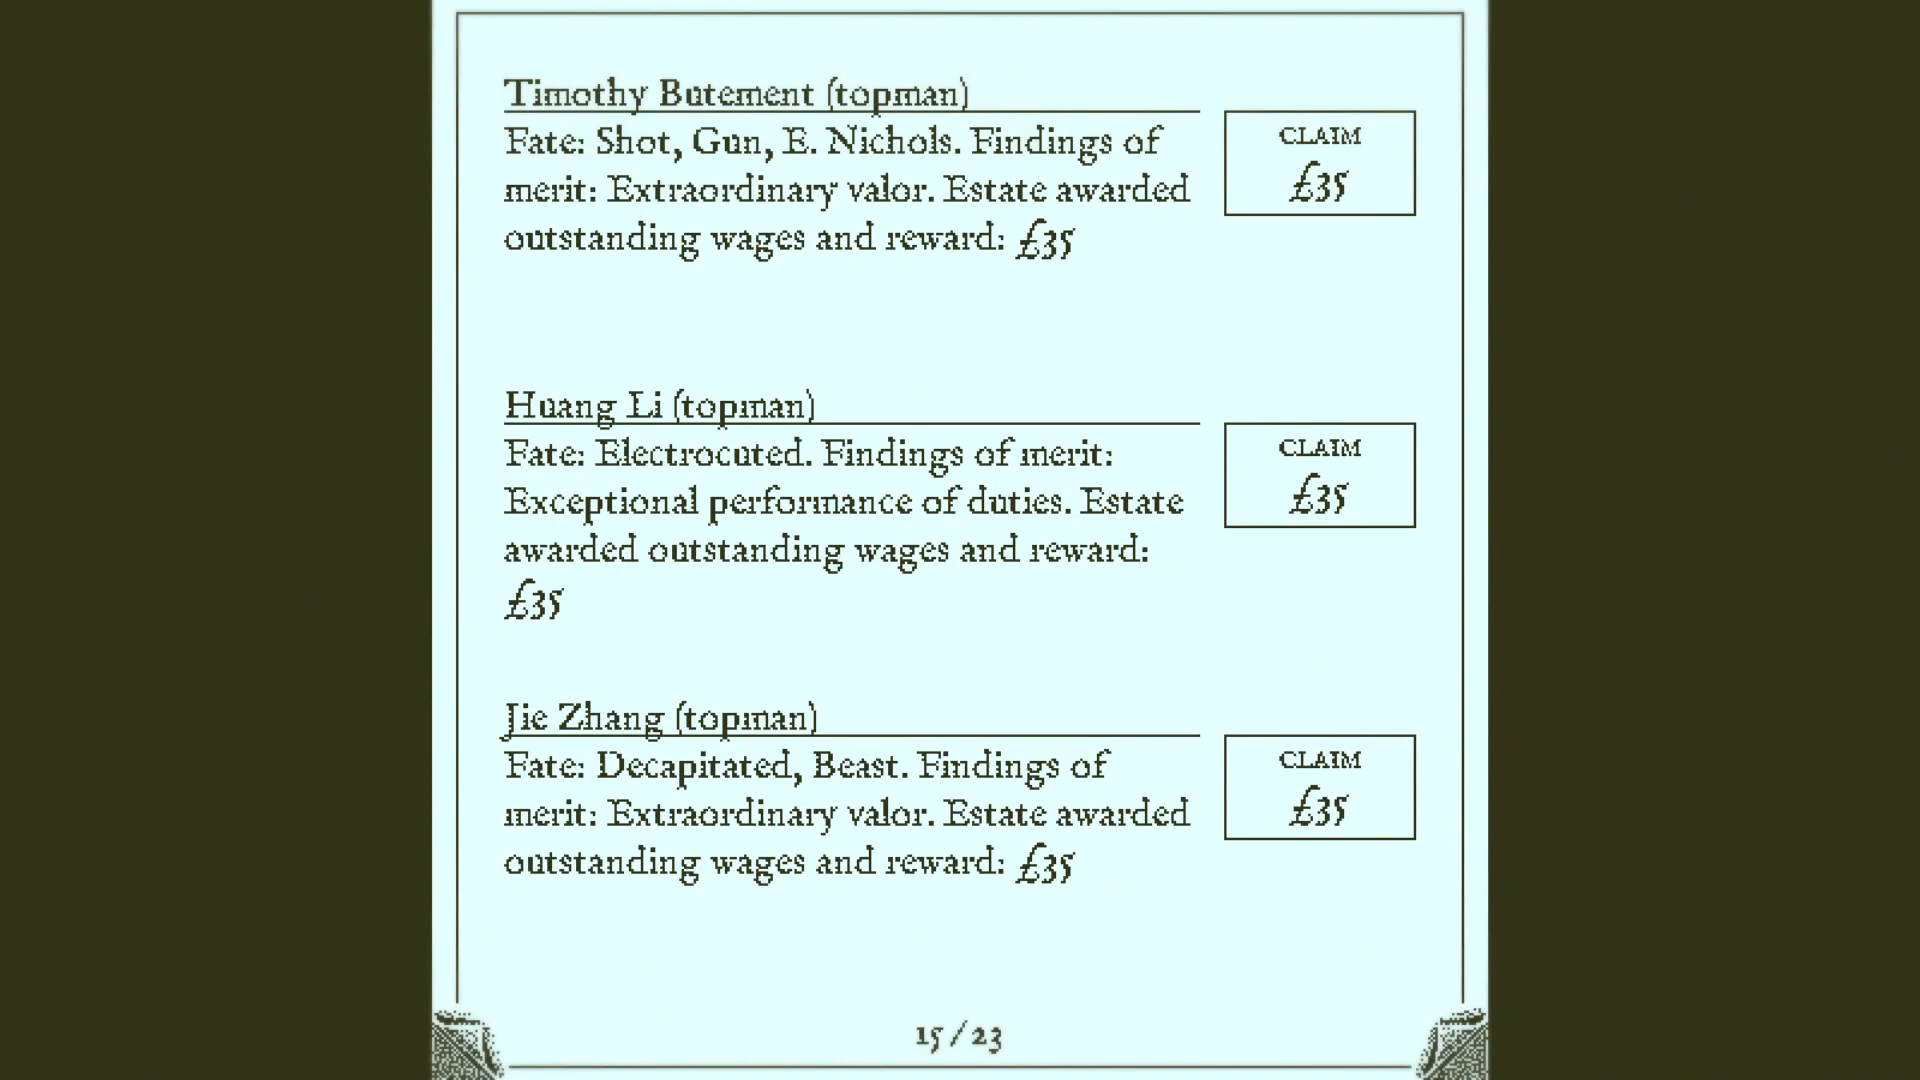 Timothy Butement (topman)
Fate: Shot, Gun, E. Nichols. Findings of
merit: Extraordinary valor. Estate awarded
outstanding wages and reward: £35
CLAIM
£35
Huang Li (topman)
Fate: Electrocuted. Findings of merit:
Exceptional performance of duties. Estate
awarded outstanding wages and reward:
£35
CLAIM
£35
Jie Zhang (topman)
Fate: Decapitated, Beast. Findings of
merit: Extraordinary valor. Estate awarded
outstanding wages and reward: £35
CLAIM
£35
15/23